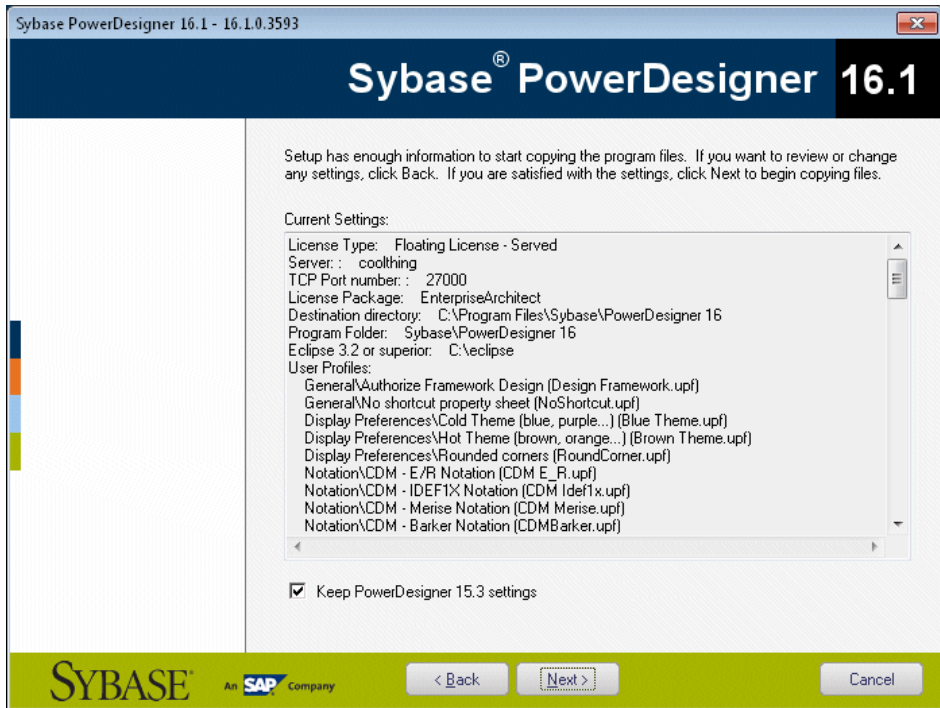 Sybase PowerDesigner 16.1 - 16.1.0.3593
Sybase® PowerDesigner 16.1
Setup has enough information to start copying the program files. If you want to review or change
any settings, click Back. If you are satisfied with the settings, click Next to begin copying files.
Current Settings:
License Type: Floating License - Served
Server: : coolthing
TCP Port number: : 27000
License Package: EnterpriseArchitect
Destination directory: C:\Program Files\Sybase\PowerDesigner 16
Program Folder: Sybase\PowerDesigner 16
Eclipse 3.2 or superior: C:\eclipse
User Profiles:
General\Authorize Framework Design (Design Framework.upf)
General\No shortcut property sheet (NoShortcut.upf)
Display Preferences\Cold Theme (blue, purple...) (Blue Theme.upf)
Display Preferences\Hot Theme (brown, orange...) (Brown Theme.upf)
Display Preferences\Rounded corners (RoundCorner.upf)
Notation\CDM - E/R Notation (CDM E_R.upf)
Notation\CDM - IDEF1X Notation (CDM Idef1x.upf)
Notation\CDM - Merise Notation (CDM Merise.upf)
Notation\CDM - Barker Notation (CDMBarker.upf)
Keep PowerDesigner 15.3 settings
SYBASE An SAP Company
< Back
Next >
Cancel